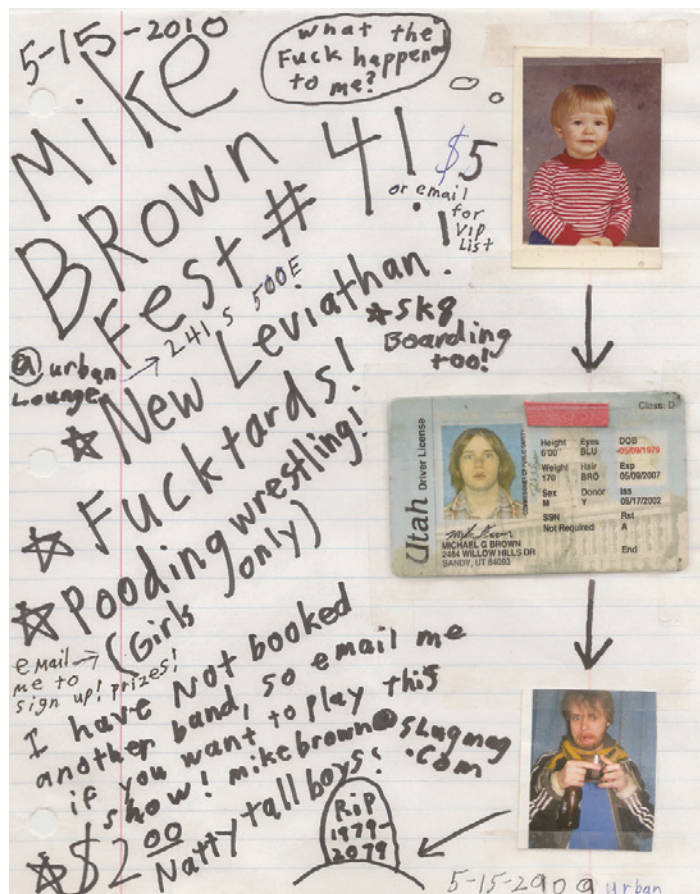 5-15-2010
what the
Fuck happened
to me?
Mike
BROWN
Fest # 41!
$5
or email
for
VIP
List
@ urban
Lounge
→ 241 S 500E
☆ New Leviathan!
* SK8
Boarding
too!
☆ Fucktards!
☆ Pooding wrestling!
(Girls only)
email →
me to
sign up! prizes!
I have Not booked
another band, so email me
if you want to play this
show! mikebrown@slugmag
.com
☆ $2 00 Natty tall boys!
Class: D
Utah Driver License
Height
6'00"
Eyes
BLU
DOB
05/09/1979
Weight
170
Hair
BRO
Exp
05/09/2007
Sex
M
Donor
Y
Iss
05/17/2002
SSN
Not Required
Rst
A
End
MICHAEL G BROWN
2484 WILLOW HILLS DR
SANDY, UT 84093
RiP
1979-
2079
5-15-2909 urban